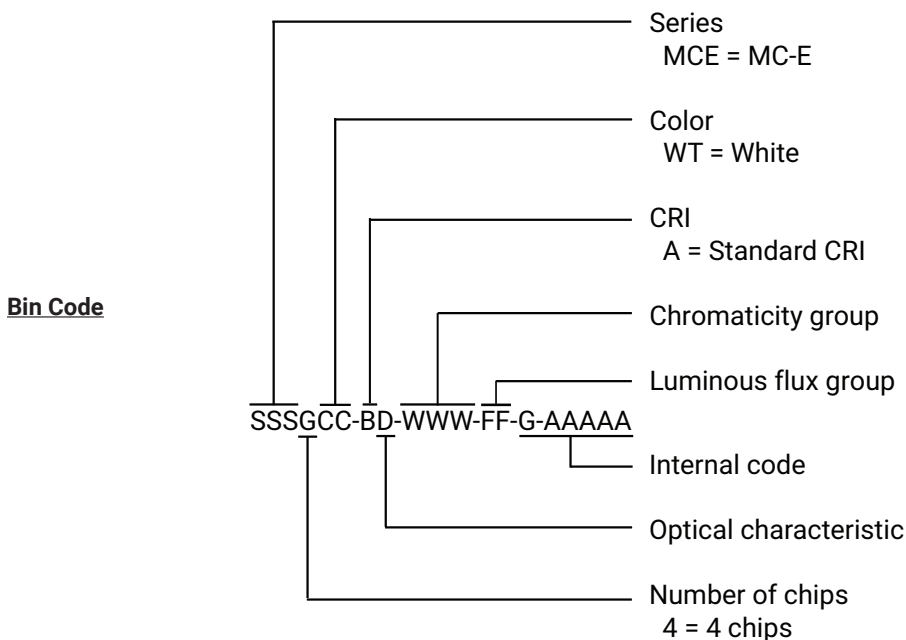 Series
MCE = MC-E
Color
WT = White
CRI
A = Standard CRI
Bin Code
Chromaticity group
Luminous flux group
SSSGCC-BD-WWW-FF-G-AAAAA
Internal code
Optical characteristic
Number of chips
4 = 4 chips